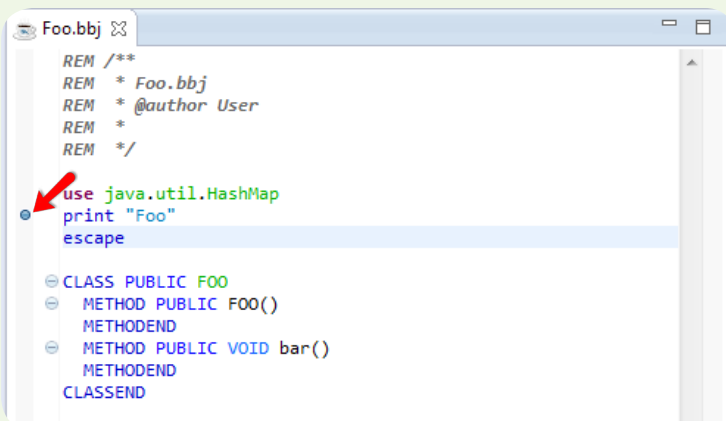 Foo.bbj
REM /**
REM  * Foo.bbj
REM  * @author User
REM  *
REM  */
use java.util.HashMap
print "Foo"
escape
CLASS PUBLIC FOO
METHOD PUBLIC FOO()
METHODEND
METHOD PUBLIC VOID bar()
METHODEND
CLASSEND